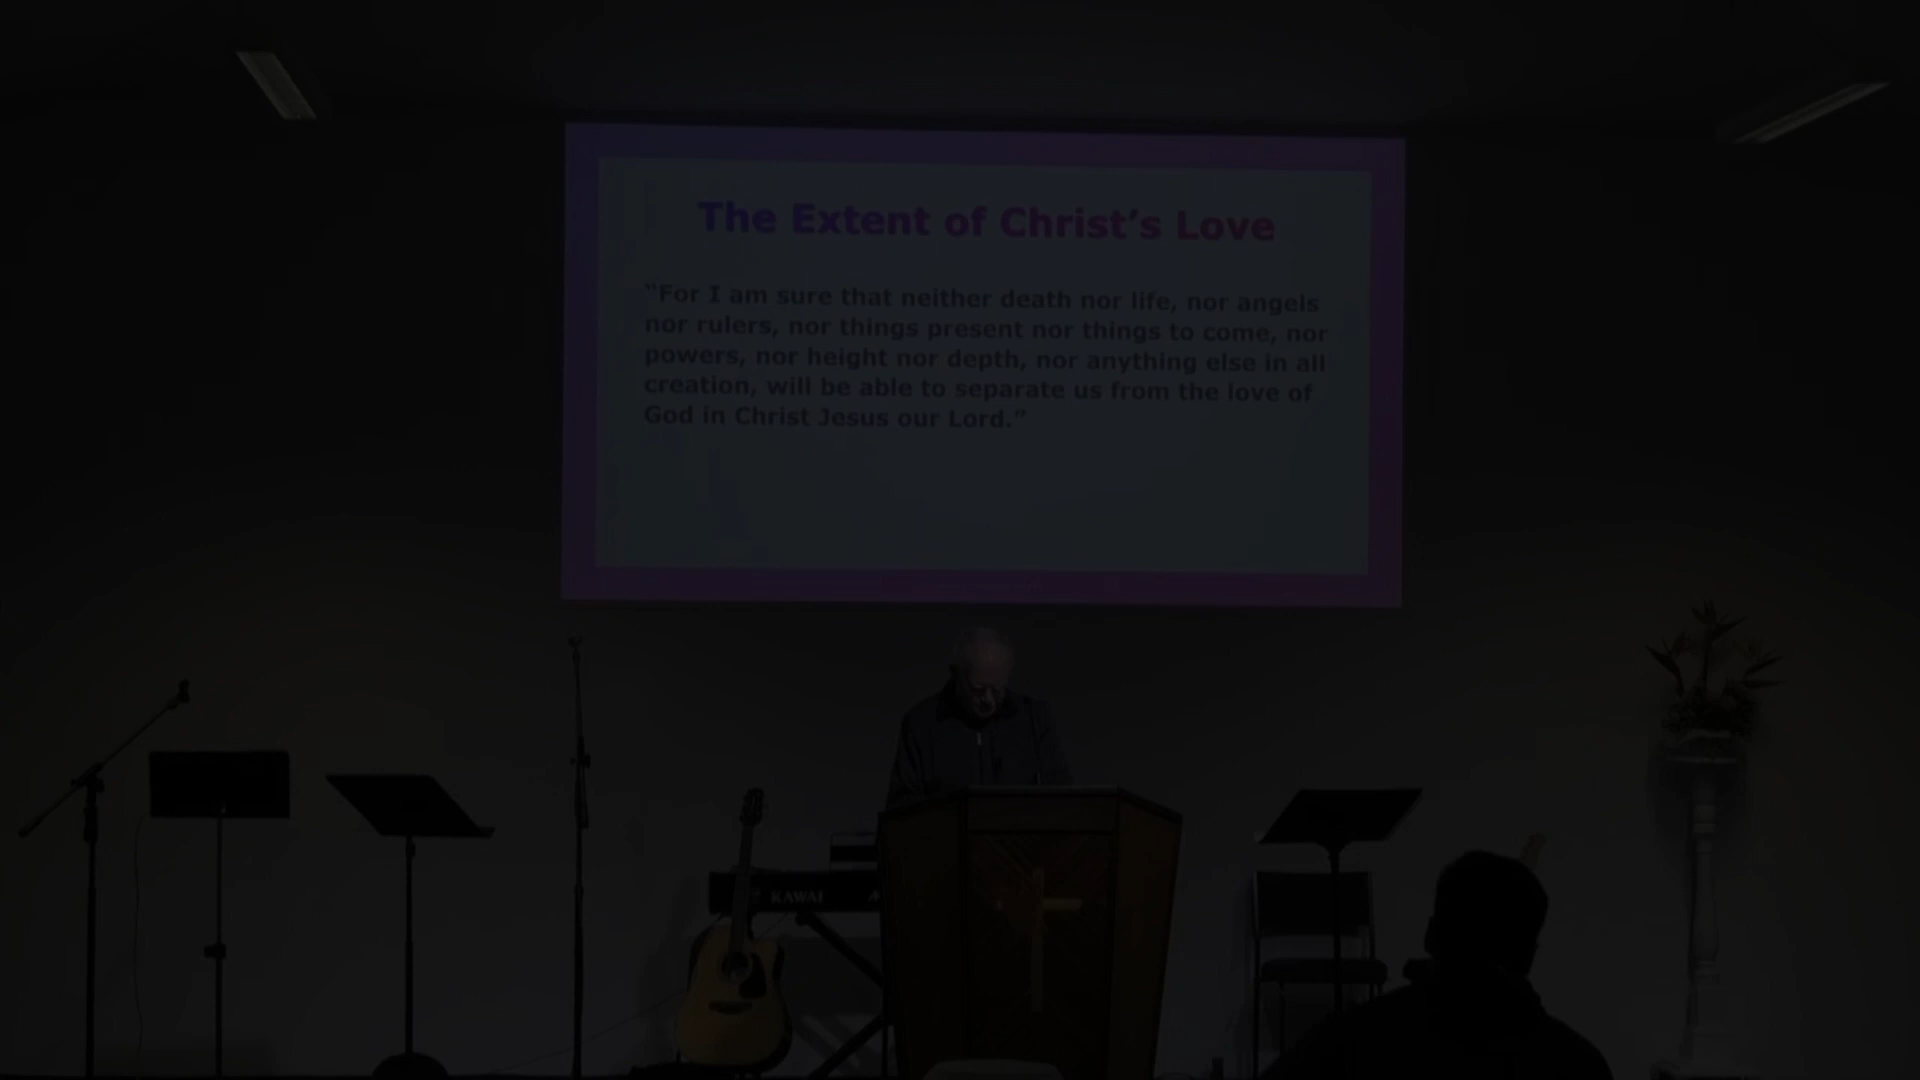 The Extent of Christ’s Love
“For I am sure that neither death nor life, nor angels
nor rulers, nor things present nor things to come, nor
powers, nor height nor depth, nor anything else in all
creation, will be able to separate us from the love of
God in Christ Jesus our Lord.”
KAWAI